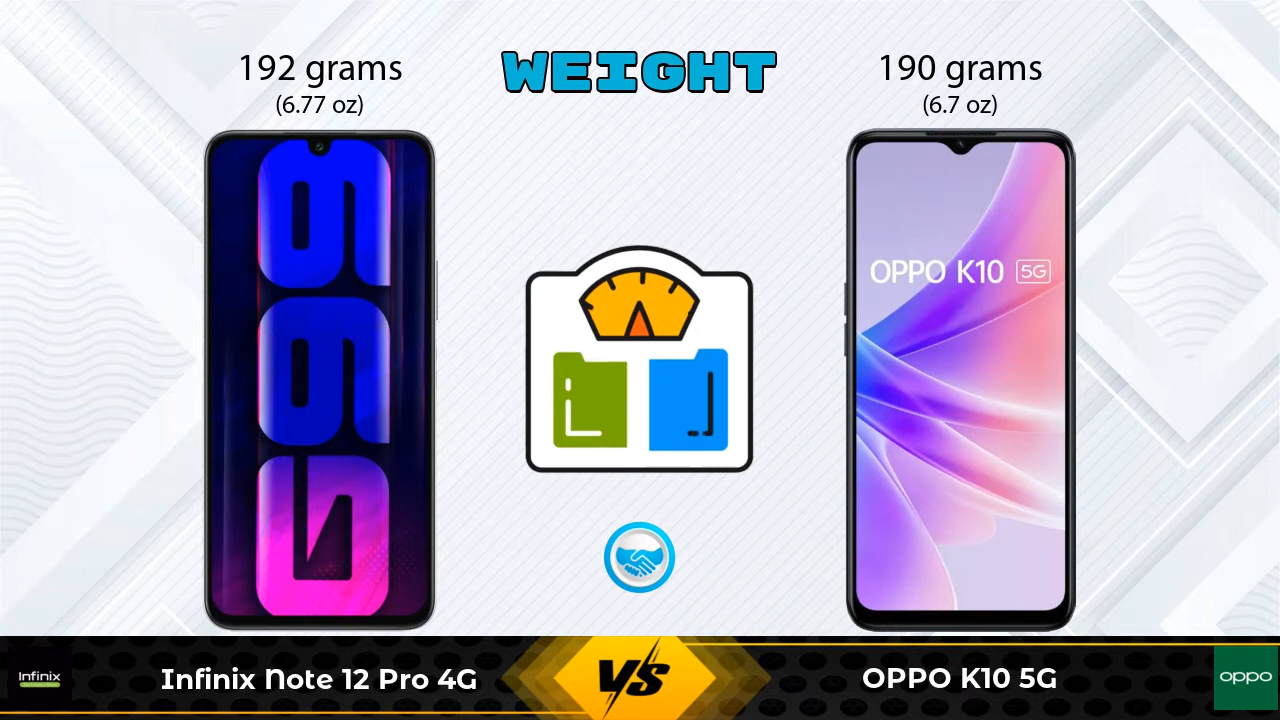 192 grams
(6.77 oz)
WEIGHT
190 grams
(6.7 oz)
G96
OPPO K10 5G
Infinix
Infinix Note 12 Pro 4G
VS
OPPO K10 5G
oppo